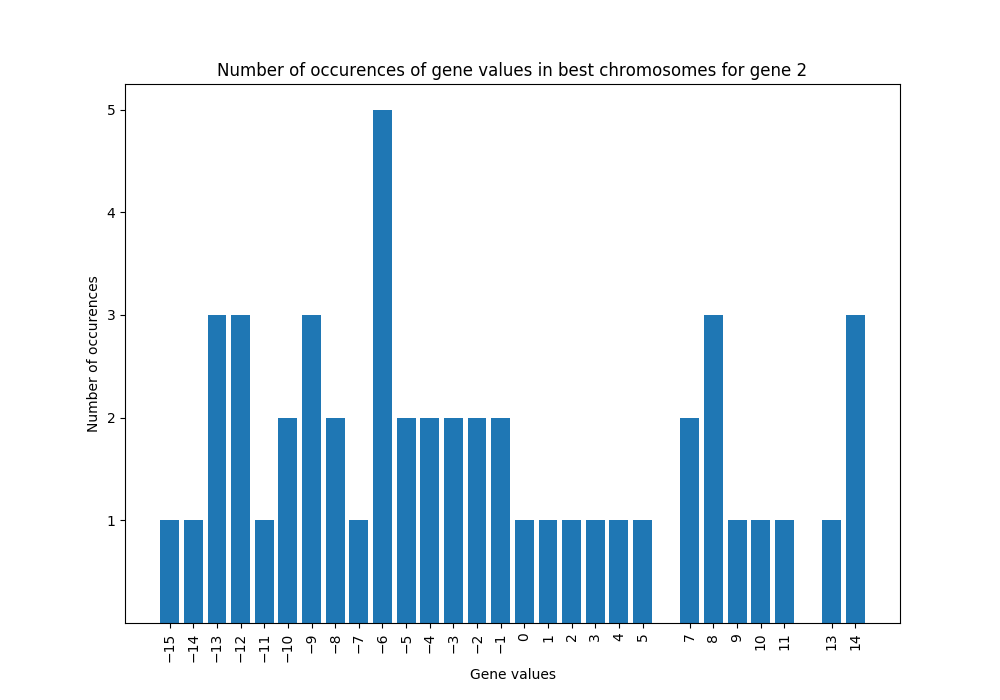 Number of occurences of gene values in best chromosomes for gene 2
Number of occurences
5
4
3
2
1
−15 −14 −13 −12 −11 −10 −9 −8 −7 −6 −5 −4 −3 −2 −1 0 1 2 3 4 5 7 8 9 10 11 13 14
Gene values